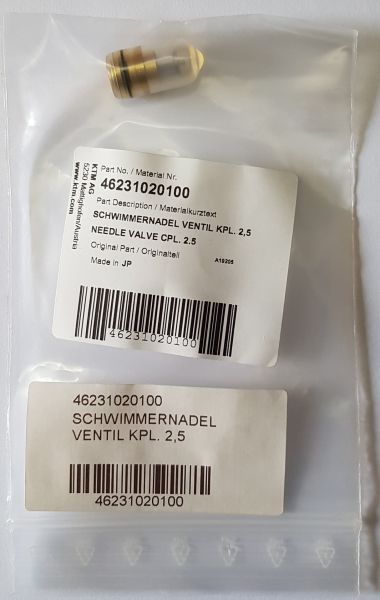 KTM AG
5230 Mattighofen/Austria
www.ktm.com
Part No. / Material Nr.
46231020100
Part Description / Materialkurztext
SCHWIMMERNADEL VENTIL KPL. 2,5
NEEDLE VALVE CPL. 2.5
Original Part / Originalteil
A19205
Made in JP
46231020100
46231020100
SCHWIMMERNADEL
VENTIL KPL. 2,5
46231020100